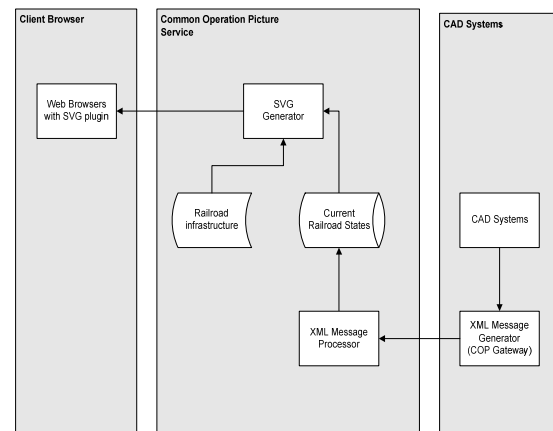 Client Browser
Common Operation Picture
Service
CAD Systems
Web Browsers
with SVG plugin
SVG
Generator
Railroad
infrastructure
Current
Railroad States
CAD Systems
XML Message
Processor
XML Message
Generator
(COP Gateway)